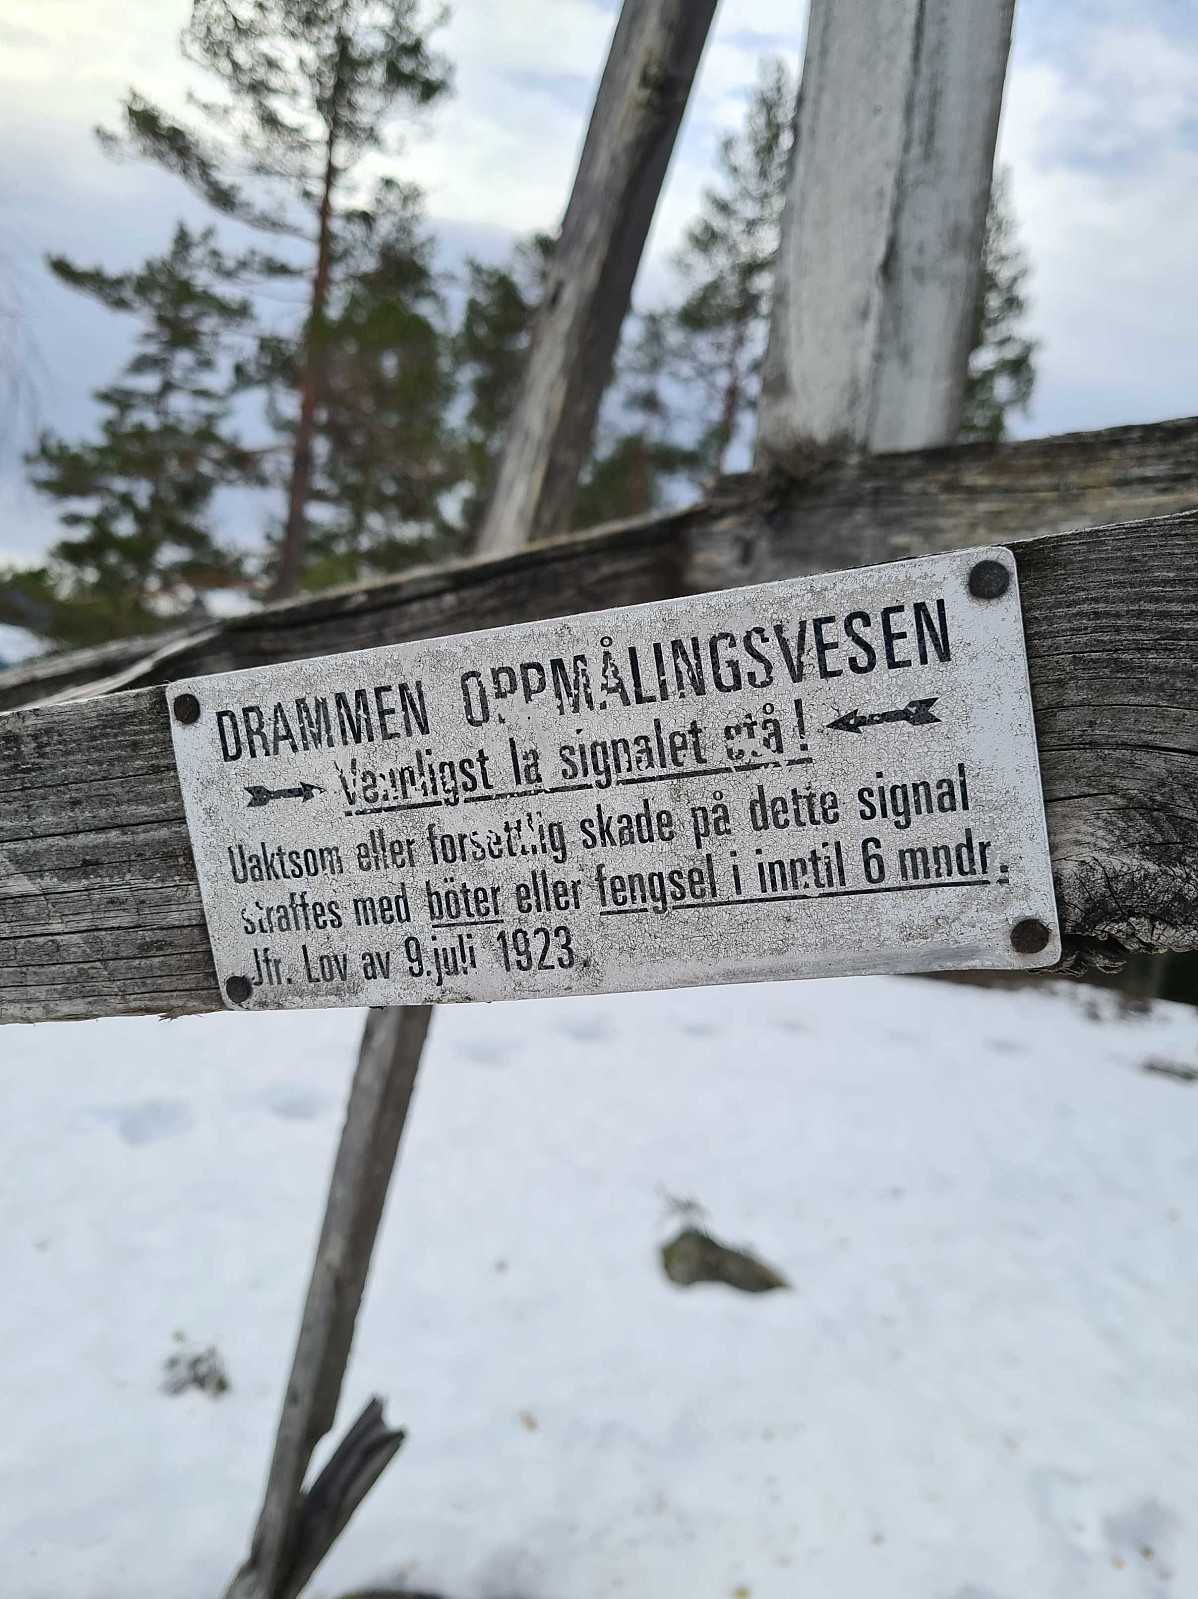 DRAMMEN OPPMÅLINGSVESEN
Vennligst la signalet stå!
Uaktsom eller forsettlig skade på dette signal
straffes med böter eller fengsel i inntil 6 mndr.
Jfr. Lov av 9.juli 1923.